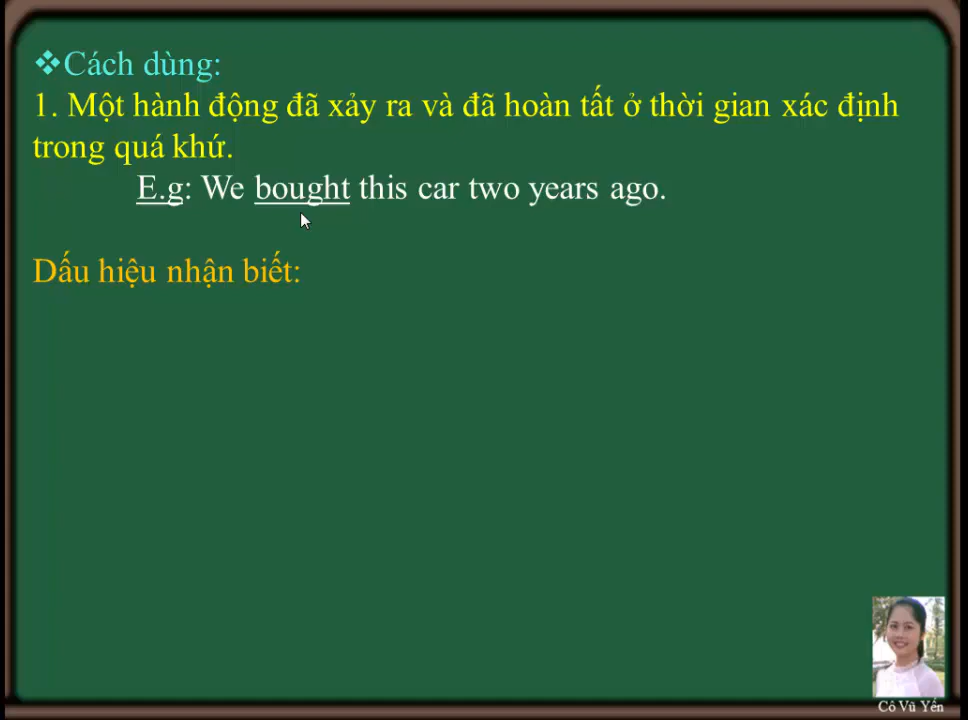 ❖Cách dùng:
1. Một hành động đã xảy ra và đã hoàn tất ở thời gian xác định
trong quá khứ.
E.g: We bought this car two years ago.
Dấu hiệu nhận biết:
Cô Vũ Yến